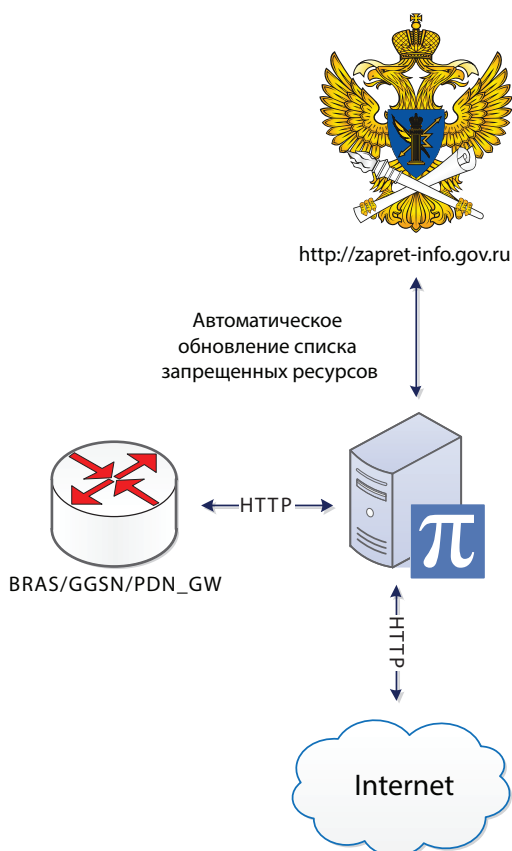 http://zapret-info.gov.ru
Автоматическое
обновление списка
запрещенных ресурсов
HTTP
BRAS/GGSN/PDN_GW
π
HTTP
Internet